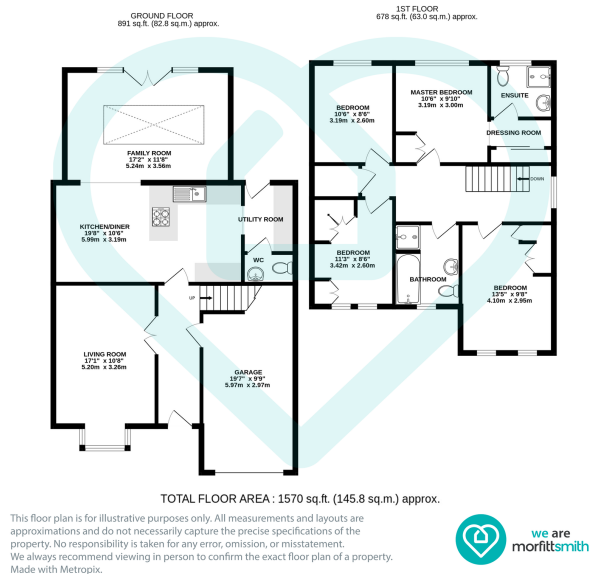 GROUND FLOOR
891 sq.ft. (82.8 sq.m.) approx.
1ST FLOOR
678 sq.ft. (63.0 sq.m.) approx.
FAMILY ROOM
17'2" x 11'8"
5.24m x 3.56m
KITCHEN/DINER
19'8" x 10'6"
5.99m x 3.19m
UTILITY ROOM
WC
UP
LIVING ROOM
17'1" x 10'8"
5.20m x 3.26m
GARAGE
19'7" x 9'9"
5.97m x 2.97m
BEDROOM
10'6" x 8'6"
3.19m x 2.60m
MASTER BEDROOM
10'6" x 9'10"
3.19m x 3.00m
ENSUITE
DRESSING ROOM
DOWN
BEDROOM
11'3" x 8'6"
3.42m x 2.60m
BATHROOM
BEDROOM
13'5" x 9'8"
4.10m x 2.95m
TOTAL FLOOR AREA : 1570 sq.ft. (145.8 sq.m.) approx.
This floor plan is for illustrative purposes only. All measurements and layouts are
approximations and do not necessarily capture the precise specifications of the
property. No responsibility is taken for any error, omission, or misstatement.
We always recommend viewing in person to confirm the exact floor plan of a property.
Made with Metropix.
we are
morfittsmith